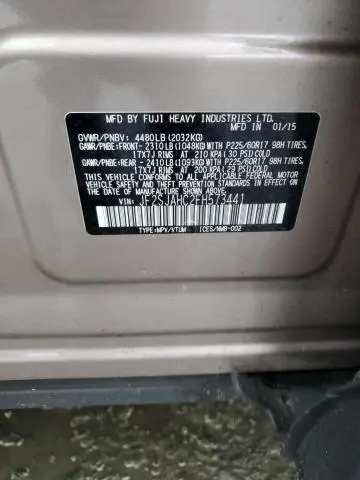 MFD BY FUJI HEAVY INDUSTRIES LTD.
MFD IN 01/15
GVWR/PNBV: 4480LB (2032KG)
GAWR/PNBE:FRONT-2310LB (1048KG) WITH P225/60R17 98H TIRES,
17X7J RIMS AT 210 KPA (30 PSI) COLD
GAWR/PNBE:REAR -2410LB (1093KG) WITH P225/60R17 98H TIRES,
17X7J RIMS AT 200 KPA (29 PSI) COLD
THIS VEHICLE CONFORMS TO ALL APPLICABLE FEDERAL MOTOR
VEHICLE SAFETY AND BUMPER STANDARDS IN EFFECT ON
THE DATE OF MANUFACTURE SHOWN ABOVE.
VIN: JF2SJAHC2FH573441
TYPE:MPV/VTUM ICES/NMB-002